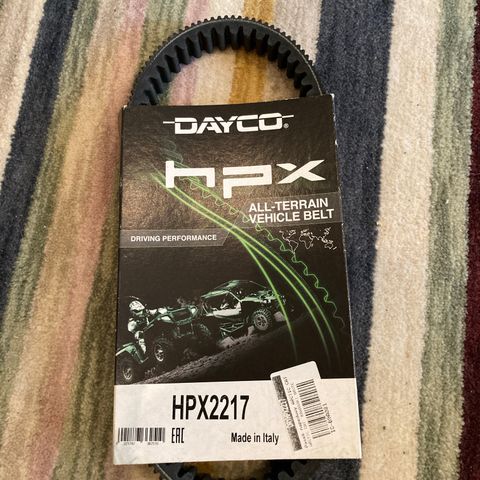 DAYCO®
hpx
ALL-TERRAIN
VEHICLE BELT
DRIVING PERFORMANCE
HPX2217
EAC
Made in Italy